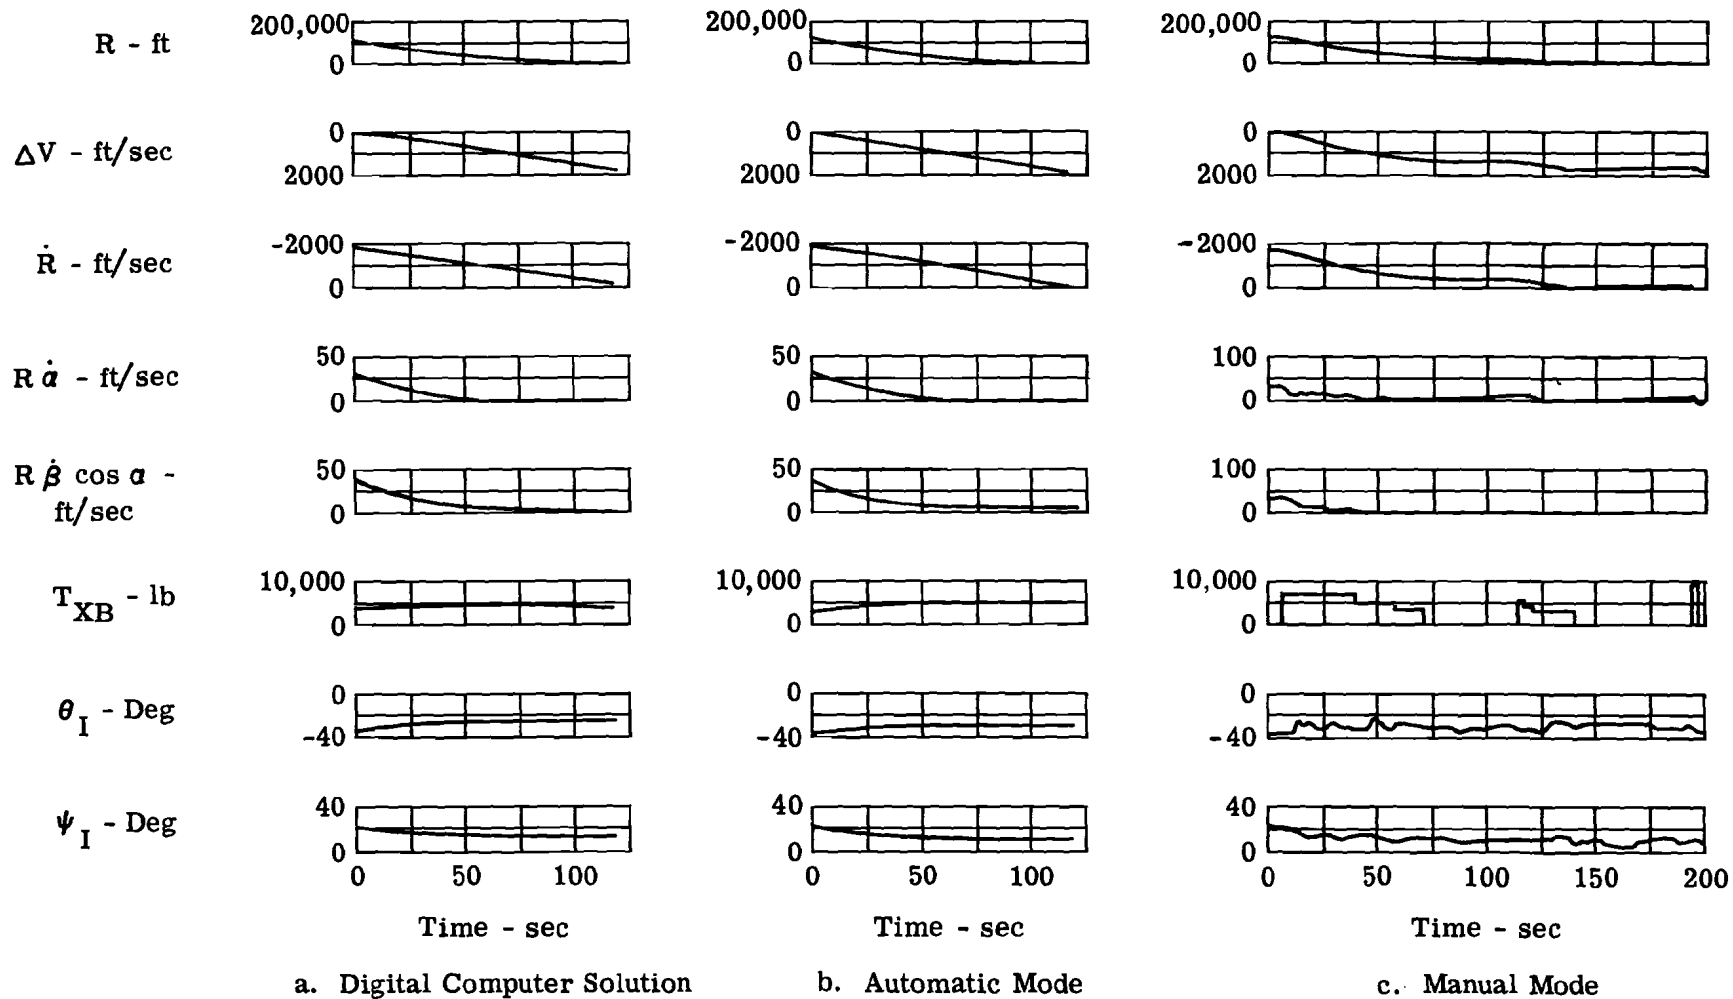 R - ft
200,000
0
200,000
0
200,000
0
ΔV - ft/sec
0
2000
0
2000
0
2000
Ṙ - ft/sec
-2000
0
-2000
0
-2000
0
R α̇ - ft/sec
50
0
50
0
100
0
R β̇ cos α -
ft/sec
50
0
50
0
100
0
T_XB - lb
10,000
0
10,000
0
10,000
0
θ_I - Deg
0
-40
0
-40
0
-40
ψ_I - Deg
40
0
40
0
40
0
0 50 100
0 50 100
0 50 100 150 200
Time - sec
Time - sec
Time - sec
a. Digital Computer Solution
b. Automatic Mode
c. Manual Mode